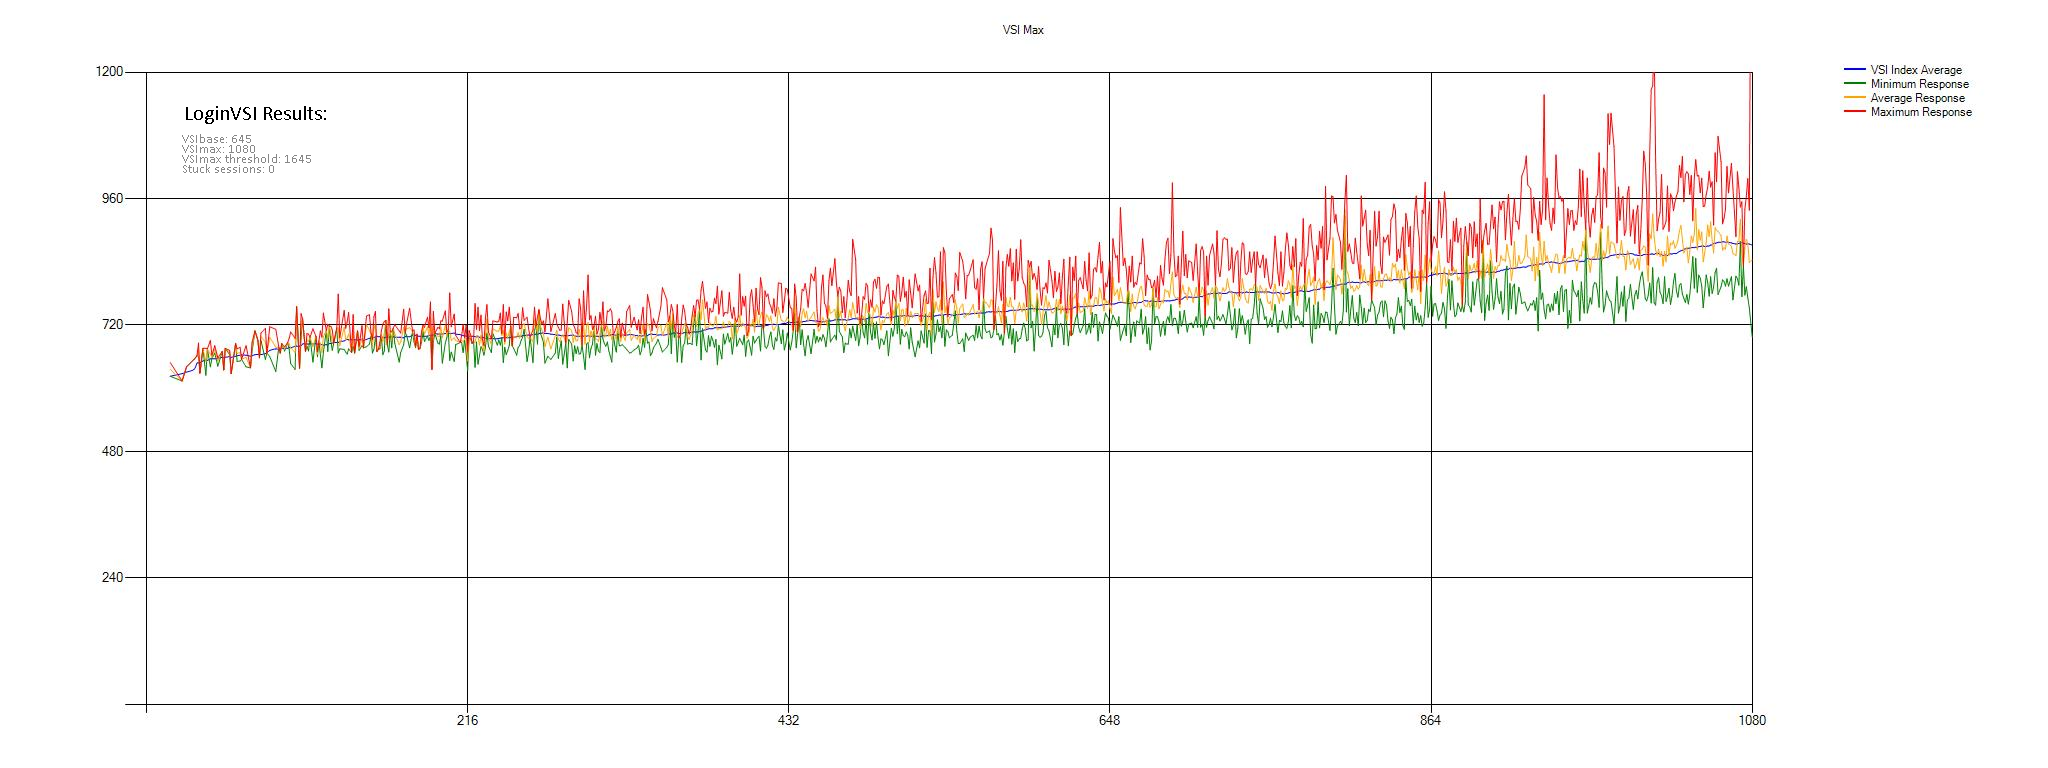 VSI Max
1200
960
720
480
240
LoginVSI Results:
VSIbase: 645
VSImax: 1080
VSImax threshold: 1645
Stuck sessions: 0
VSI Index Average
Minimum Response
Average Response
Maximum Response
216
432
648
864
1080